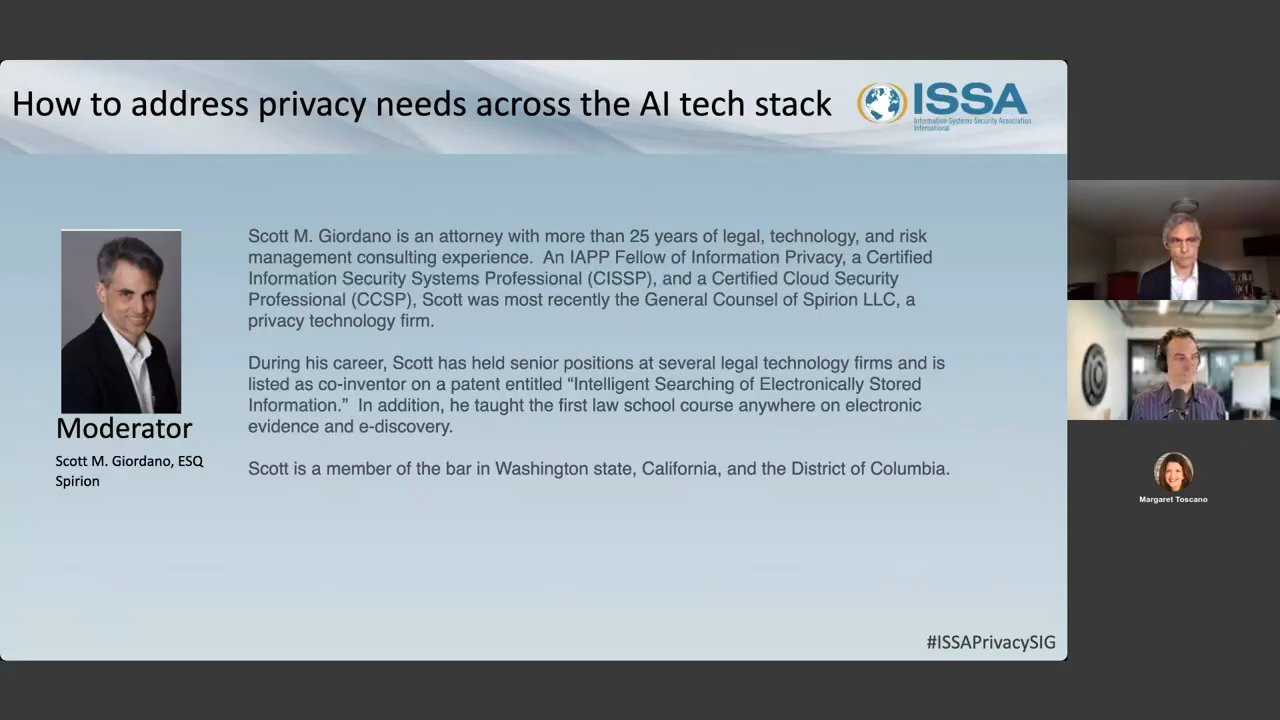 How to address privacy needs across the AI tech stack
ISSA
Information Systems Security Association
International
Scott M. Giordano is an attorney with more than 25 years of legal, technology, and risk
management consulting experience.  An IAPP Fellow of Information Privacy, a Certified
Information Security Systems Professional (CISSP), and a Certified Cloud Security
Professional (CCSP), Scott was most recently the General Counsel of Spirion LLC, a
privacy technology firm.
During his career, Scott has held senior positions at several legal technology firms and is
listed as co-inventor on a patent entitled “Intelligent Searching of Electronically Stored
Information.”  In addition, he taught the first law school course anywhere on electronic
evidence and e-discovery.
Scott is a member of the bar in Washington state, California, and the District of Columbia.
Moderator
Scott M. Giordano, ESQ
Spirion
Margaret Toscano
#ISSAPrivacySIG